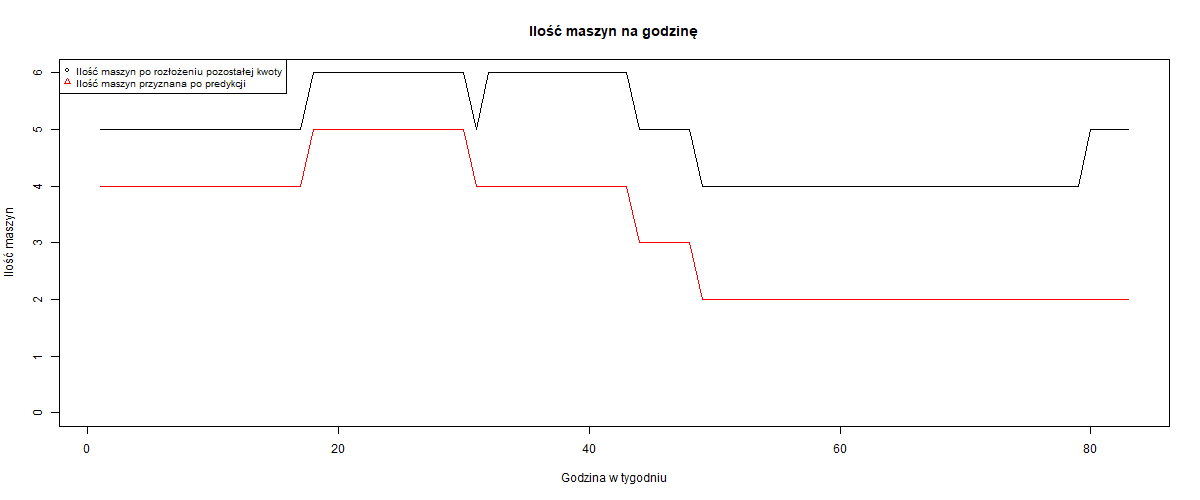 Ilość maszyn na godzinę
Ilość maszyn po rozłożeniu pozostałej kwoty
Ilość maszyn przyznana po predykcji
6
5
4
3
2
1
0
Ilość maszyn
0 20 40 60 80
Godzina w tygodniu